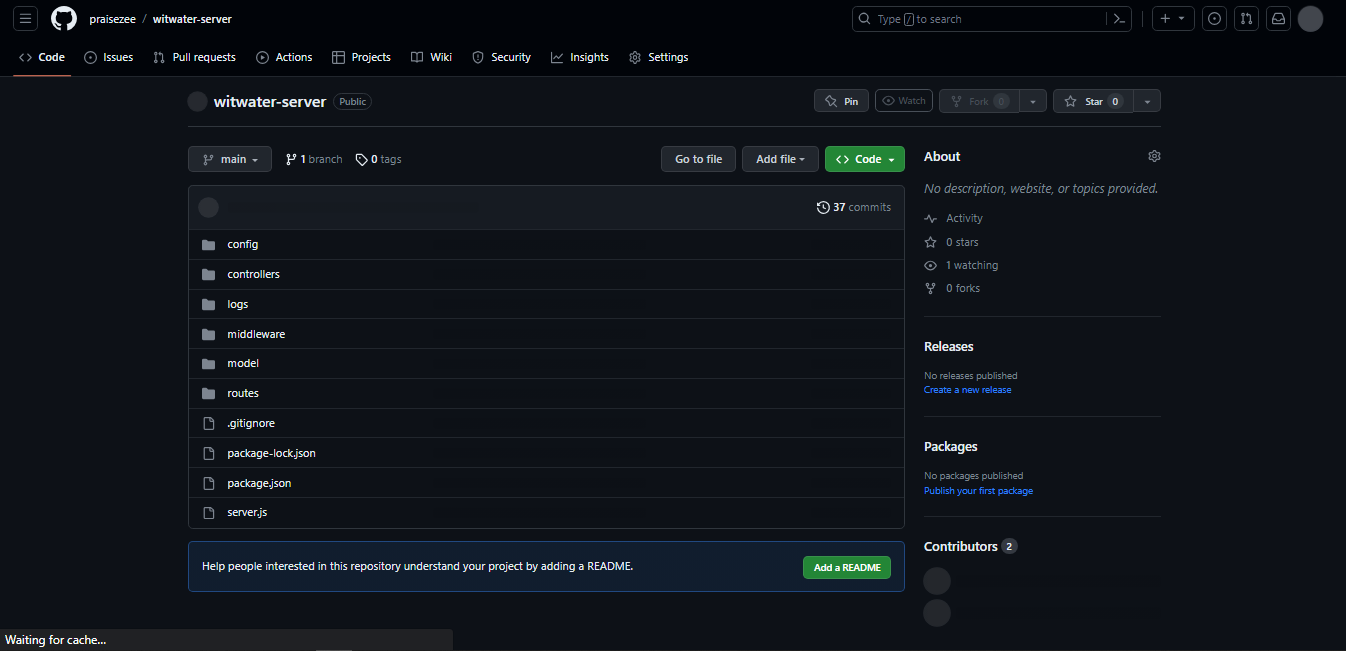 praisezee / witwater-server
Type / to search
Code Issues Pull requests Actions Projects Wiki Security Insights Settings
witwater-server Public
Pin Watch Fork 0 Star 0
main 1 branch 0 tags Go to file Add file Code
37 commits
config
controllers
logs
middleware
model
routes
.gitignore
package-lock.json
package.json
server.js
Help people interested in this repository understand your project by adding a README.
Add a README
About
No description, website, or topics provided.
Activity
0 stars
1 watching
0 forks
Releases
No releases published
Create a new release
Packages
No packages published
Publish your first package
Contributors 2
Waiting for cache...